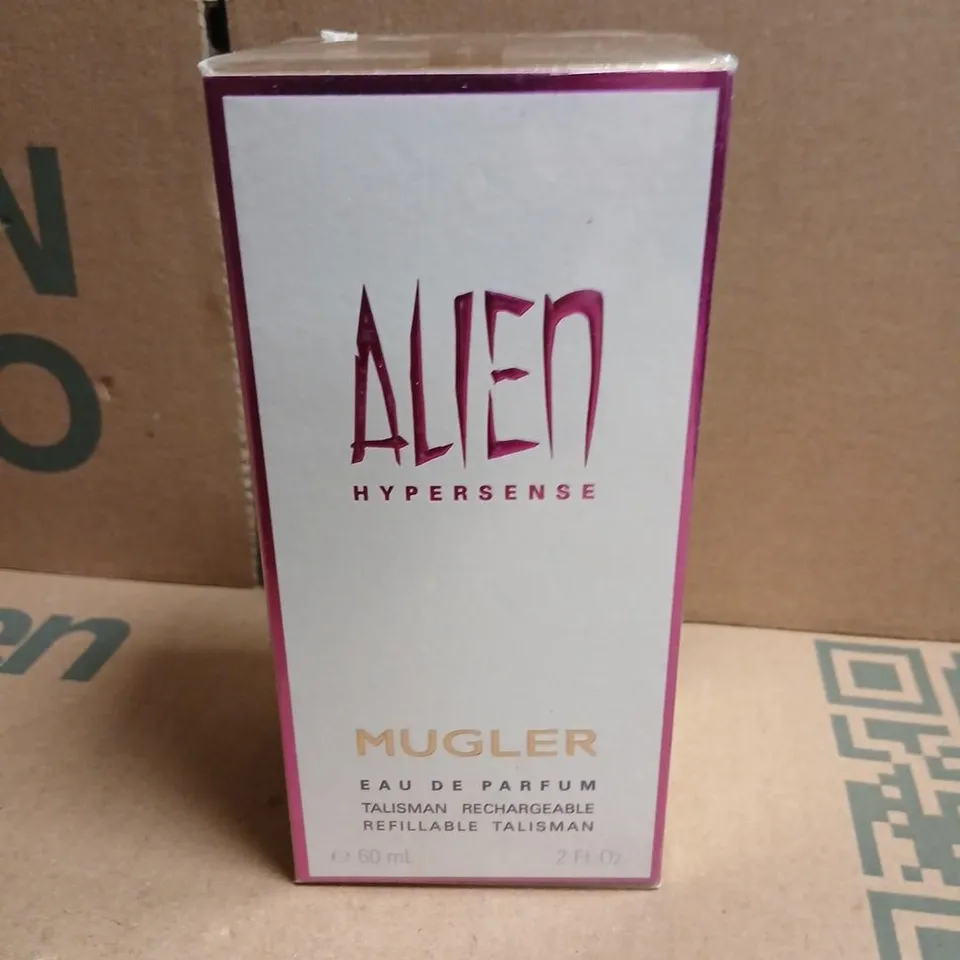 ALIEN
HYPERSENSE
MUGLER
EAU DE PARFUM
TALISMAN RECHARGEABLE
REFILLABLE TALISMAN
℮ 60 mL 2 Fl. Oz